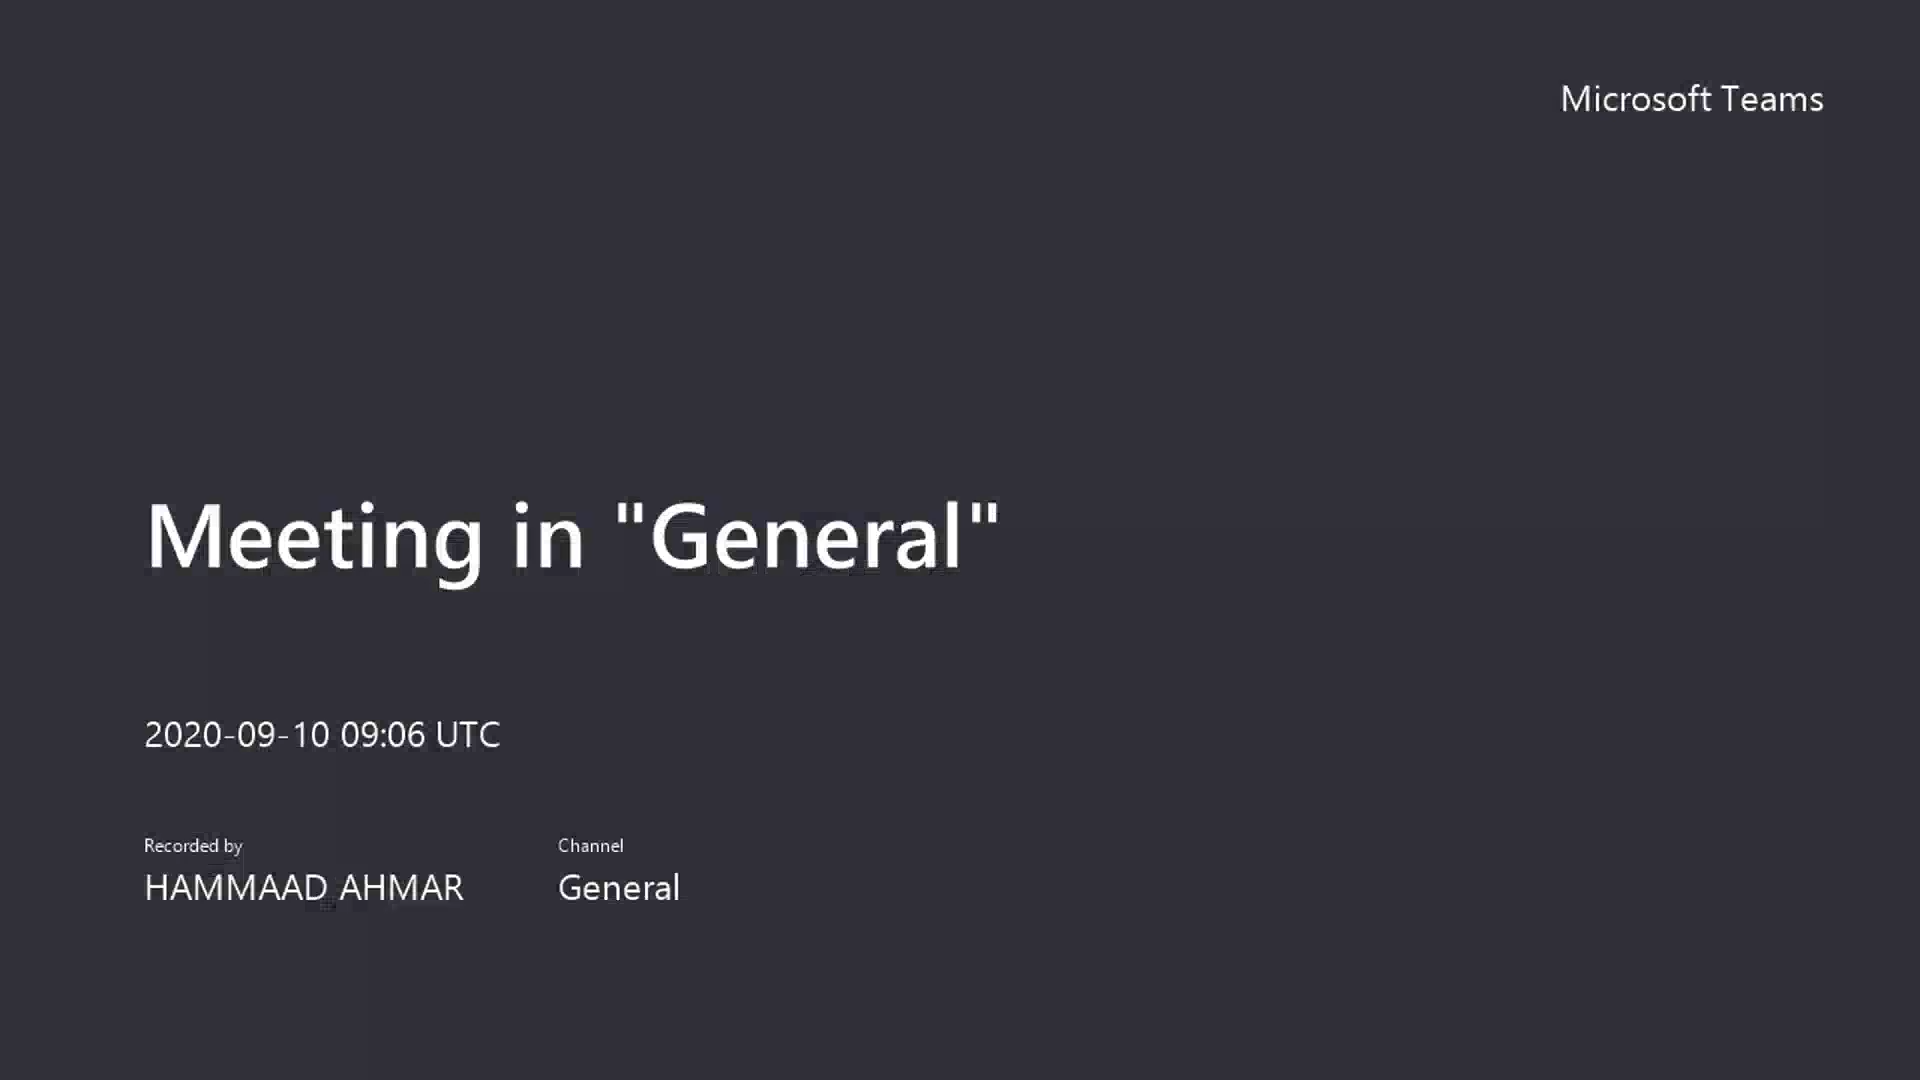 Microsoft Teams
Meeting in "General"
2020-09-10 09:06 UTC
Recorded by
HAMMAAD AHMAR
Channel
General